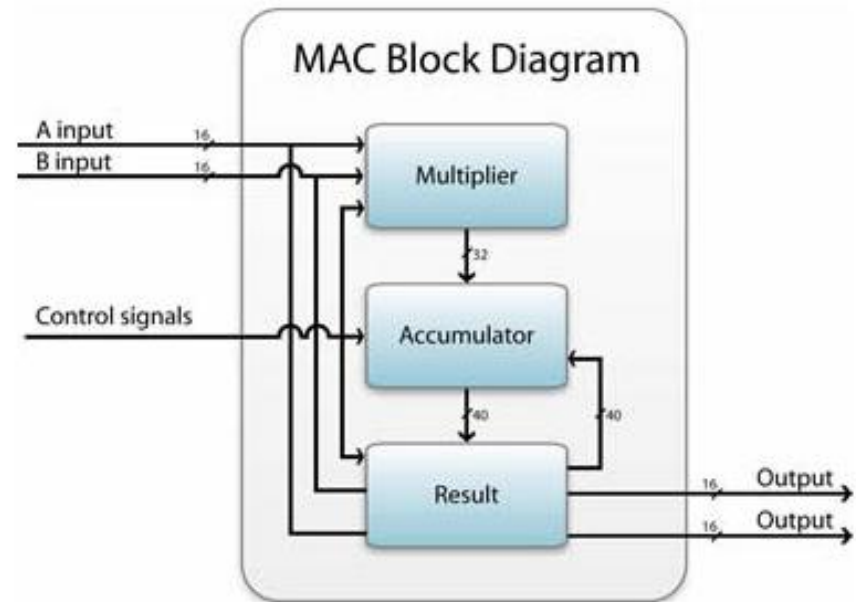 MAC Block Diagram
A input
16
B input
16
Multiplier
32
Control signals
Accumulator
40
40
Result
16
Output
16
Output